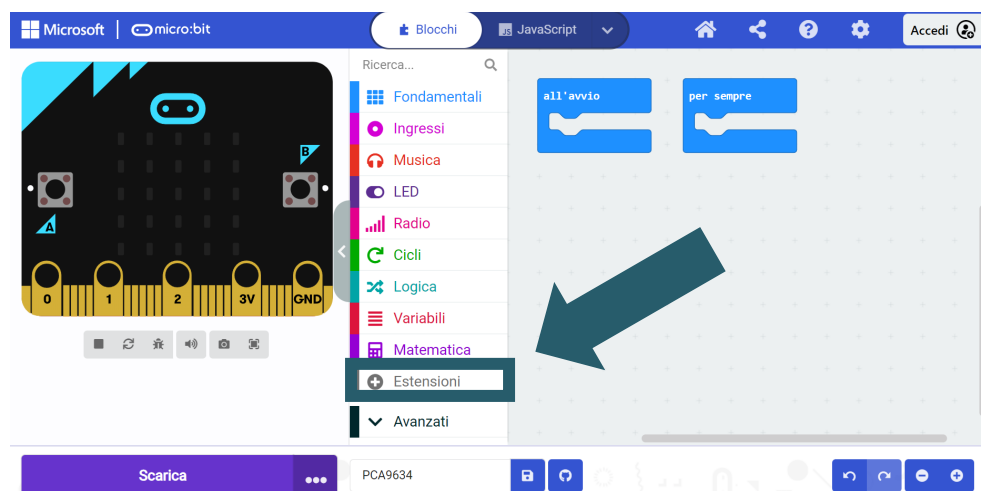 Microsoft | micro:bit
Blocchi
JS JavaScript
Accedi
Ricerca...
Fondamentali
Ingressi
Musica
LED
Radio
Cicli
Logica
Variabili
Matematica
Estensioni
Avanzati
all'avvio
per sempre
B
A
0 1 2 3V GND
Scarica
PCA9634